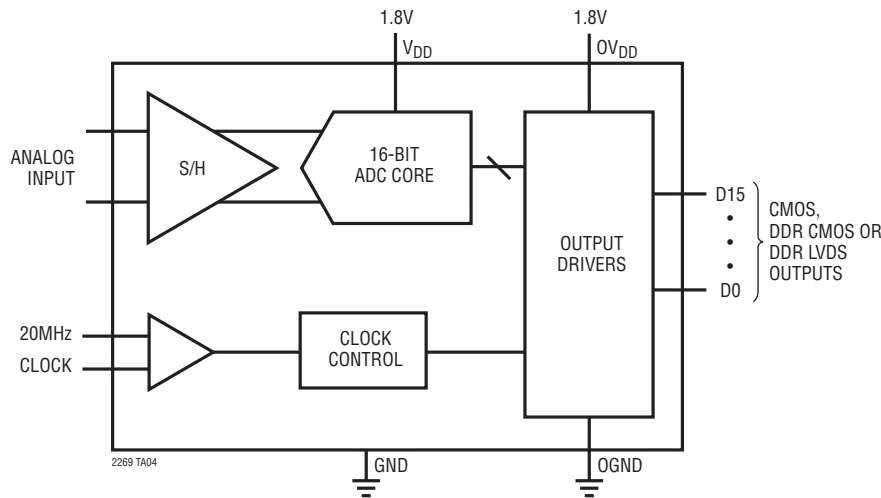 1.8V
1.8V
VDD
OVDD
ANALOG
INPUT
S/H
16-BIT
ADC CORE
OUTPUT
DRIVERS
D15
•
•
•
D0
CMOS,
DDR CMOS OR
DDR LVDS
OUTPUTS
20MHz
CLOCK
CLOCK
CONTROL
2269 TA04
GND
OGND